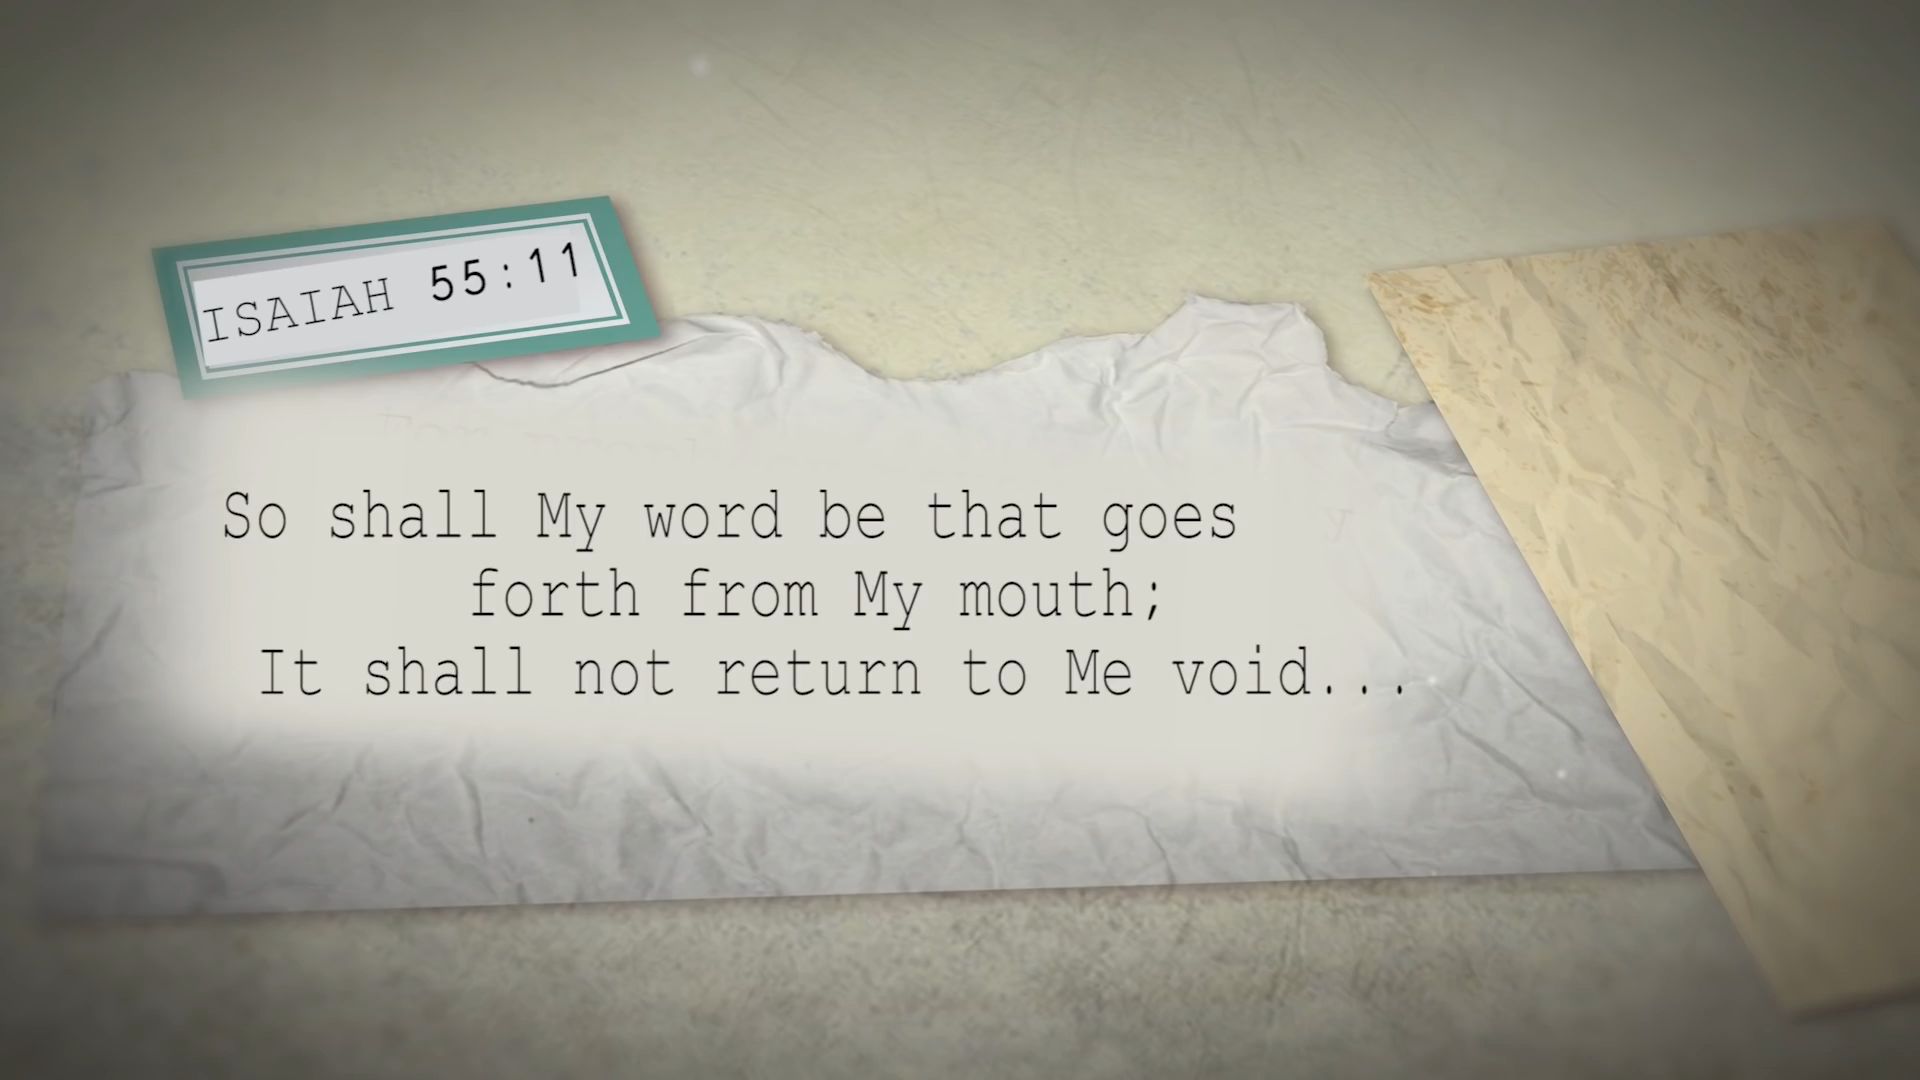 ISAIAH 55:11
So shall My word be that goes
forth from My mouth;
It shall not return to Me void...